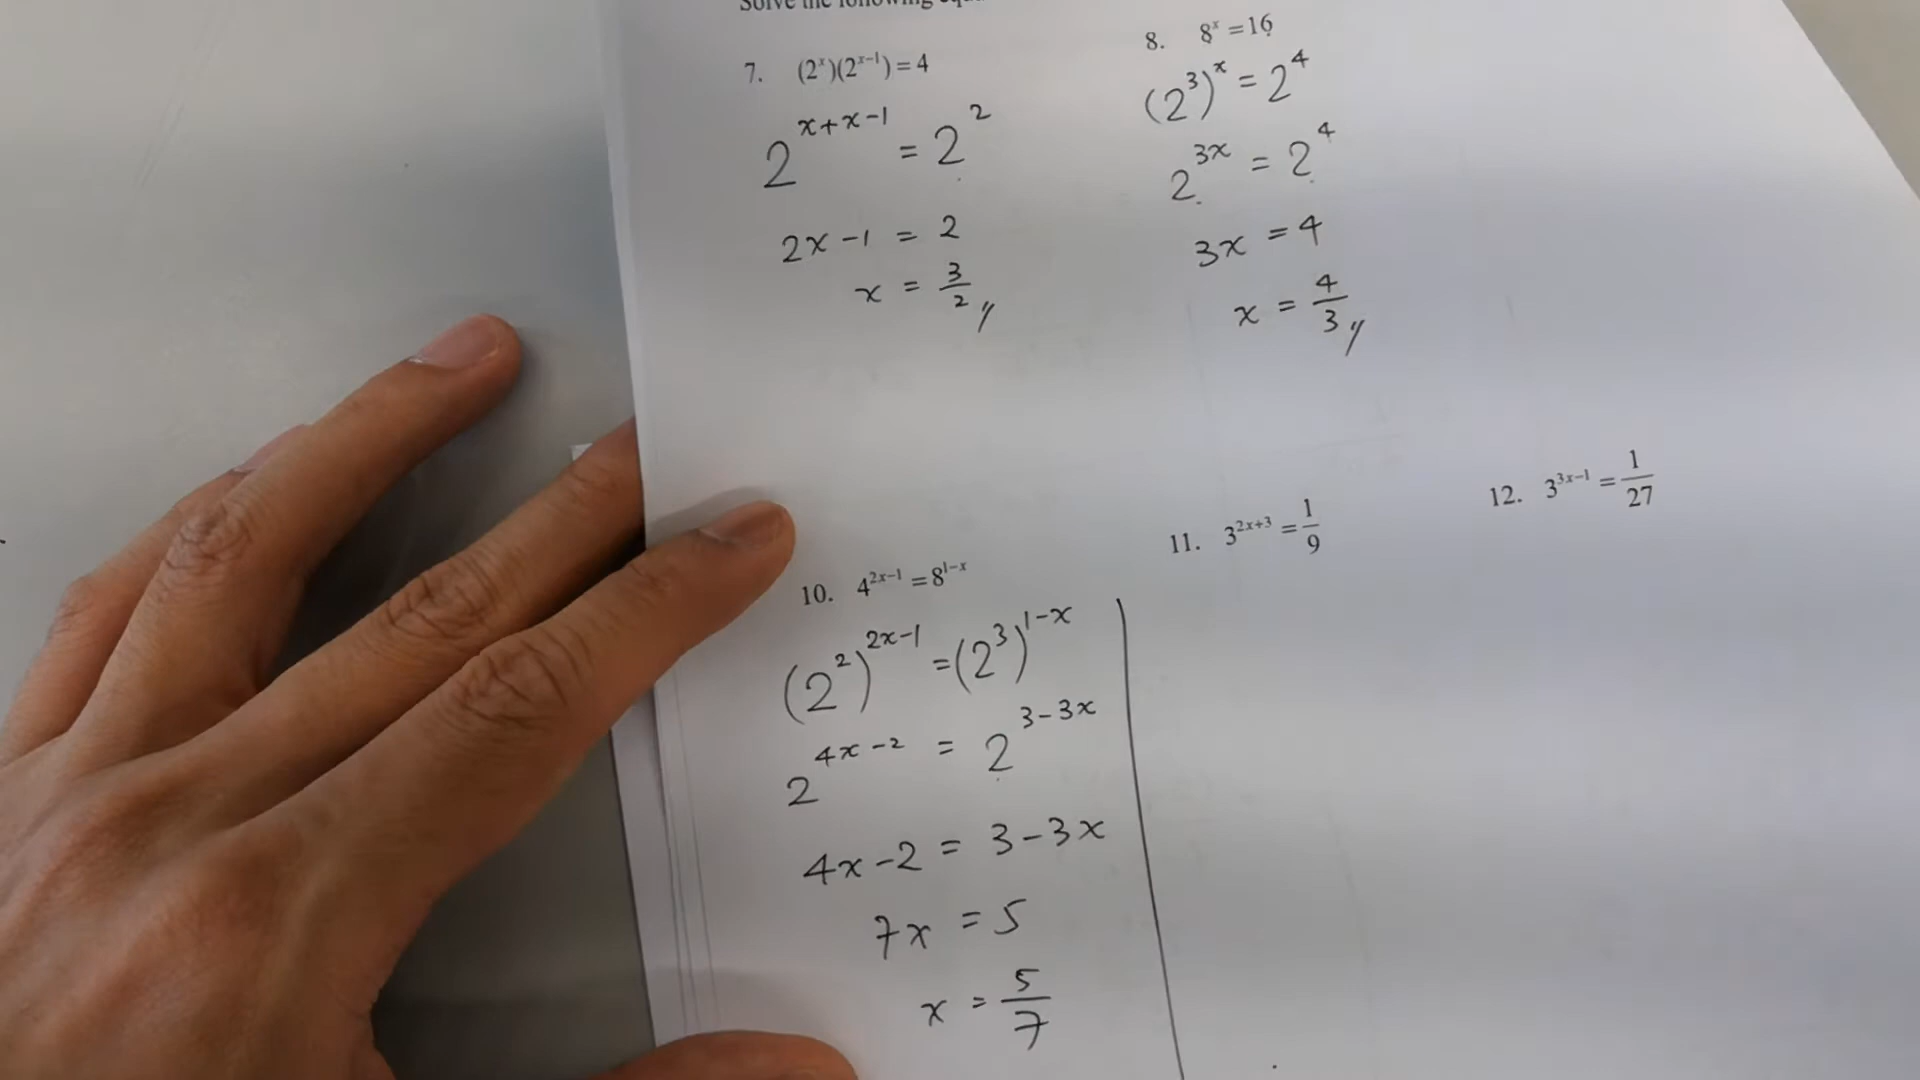 Solve the following
7. (2^x)(2^{x-1}) = 4
2^{x+x-1} = 2^2
2x - 1 = 2
x = 3/2
8. 8^x = 16
(2^3)^x = 2^4
2^{3x} = 2^4
3x = 4
x = 4/3
10. 4^{2x-1} = 8^{1-x}
(2^2)^{2x-1} = (2^3)^{1-x}
2^{4x-2} = 2^{3-3x}
4x - 2 = 3 - 3x
7x = 5
x = 5/7
11. 3^{2x+3} = 1/9
12. 3^{3x-1} = 1/27